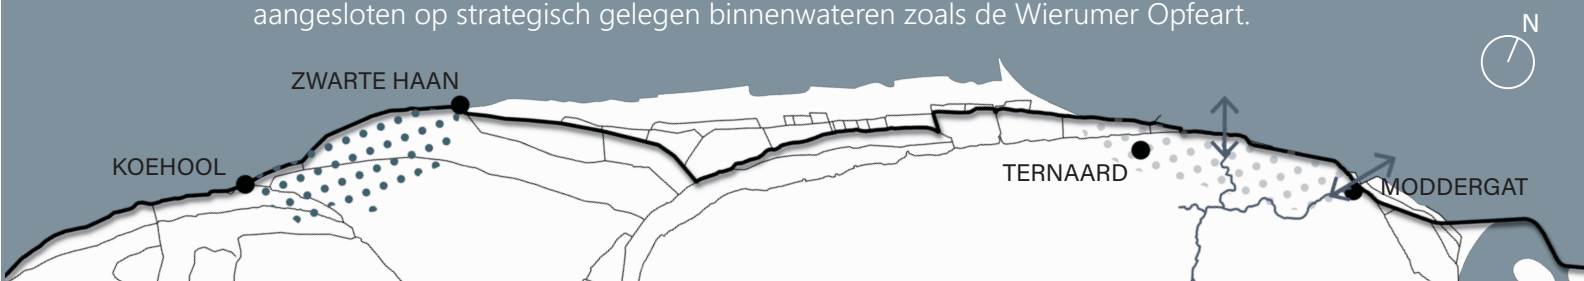 aangesloten op strategisch gelegen binnenwateren zoals de Wierumer Opfeart.
N
ZWARTE HAAN
KOEHOOL
TERNAARD
MODDERGAT